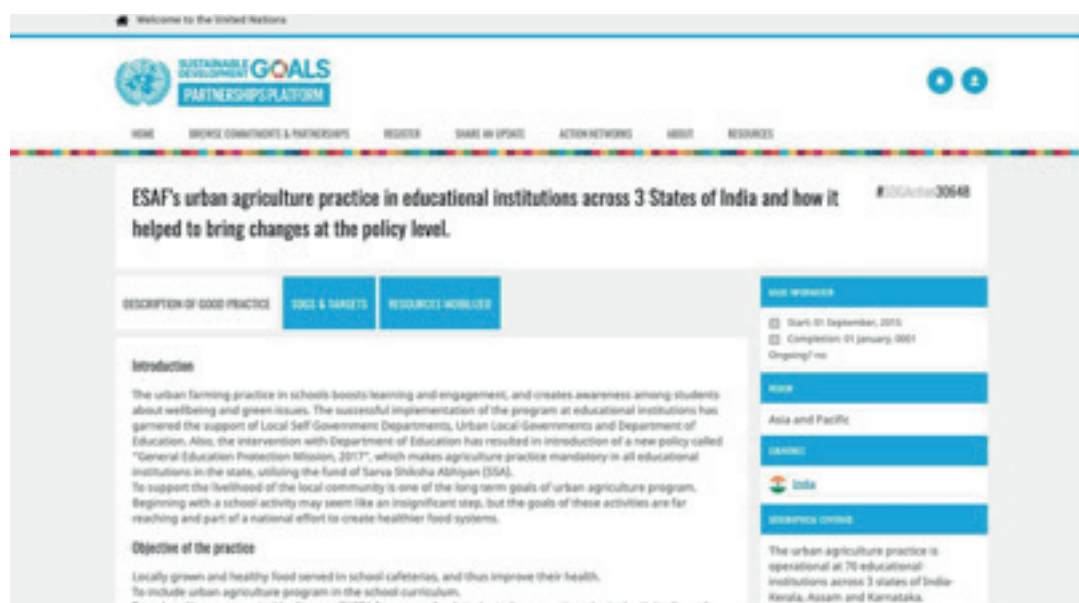 Welcome to the United Nations
SUSTAINABLE DEVELOPMENT GOALS
PARTNERSHIPS PLATFORM
HOME BROWSE COMMITMENTS & PARTNERSHIPS REGISTER SHARE AN UPDATE ACTION NETWORKS ABOUT RESOURCES
ESAF's urban agriculture practice in educational institutions across 3 States of India and how it
helped to bring changes at the policy level.
#SDGAction30648
DESCRIPTION OF GOOD PRACTICE SDGS & TARGETS RESOURCES MOBILIZED
Introduction
The urban farming practice in schools boosts learning and engagement, and creates awareness among students
about wellbeing and green issues. The successful implementation of the program at educational institutions has
garnered the support of Local Self Government Departments, Urban Local Governments and Department of
Education. Also, the intervention with Department of Education has resulted in introduction of a new policy called
"General Education Protection Mission, 2017", which makes agriculture practice mandatory in all educational
institutions in the state, utilizing the fund of Sarva Shiksha Abhiyan (SSA).
To support the livelihood of the local community is one of the long term goals of urban agriculture program.
Beginning with a school activity may seem like an insignificant step, but the goals of these activities are far
reaching and part of a national effort to create healthier food systems.
Objective of the practice
Locally grown and healthy food served in school cafeterias, and thus improve their health.
To include urban agriculture program in the school curriculum.
BASIC INFORMATION
Start: 01 September, 2015
Completion: 01 January, 0001
Ongoing? no
REGION
Asia and Pacific
COUNTRIES
India
GEOGRAPHICAL COVERAGE
The urban agriculture practice is
operational at 70 educational
institutions across 3 states of India-
Kerala, Assam and Karnataka.